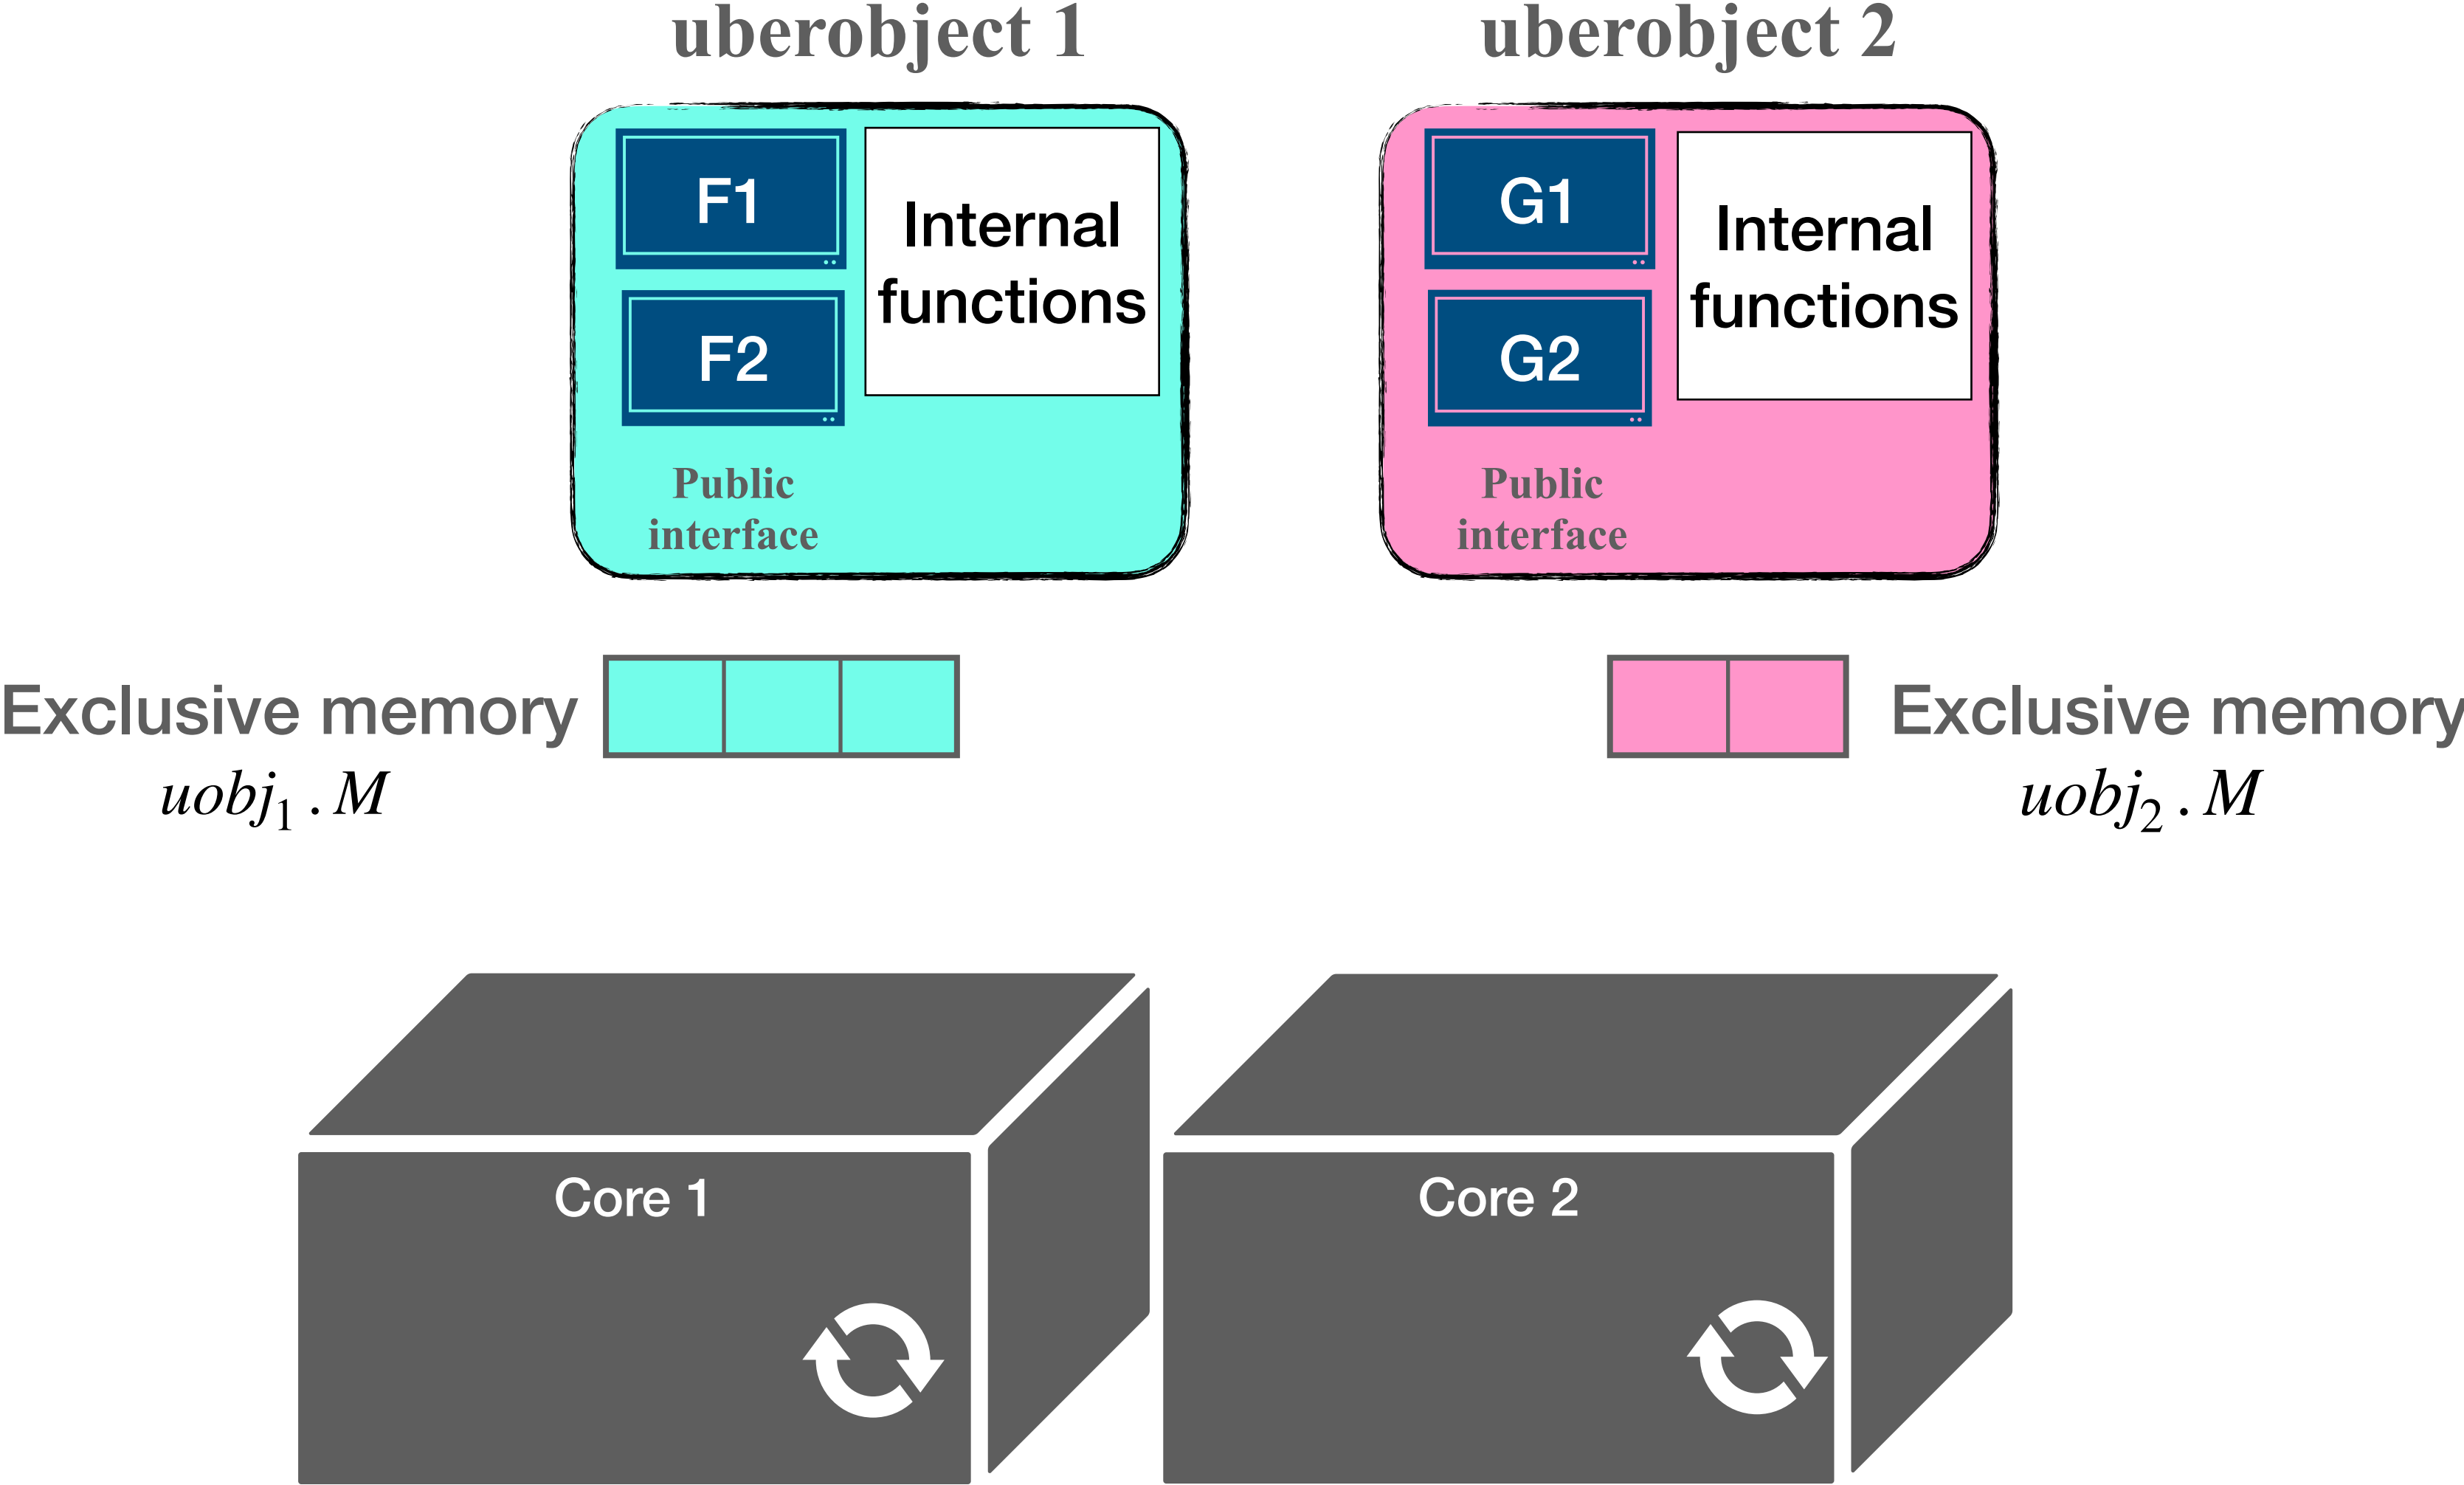 uberobject 1
uberobject 2
F1
Internal
functions
F2
Public
interface
G1
Internal
functions
G2
Public
interface
Exclusive memory
uobj₁ . M
Exclusive memory
uobj₂ . M
Core 1
Core 2